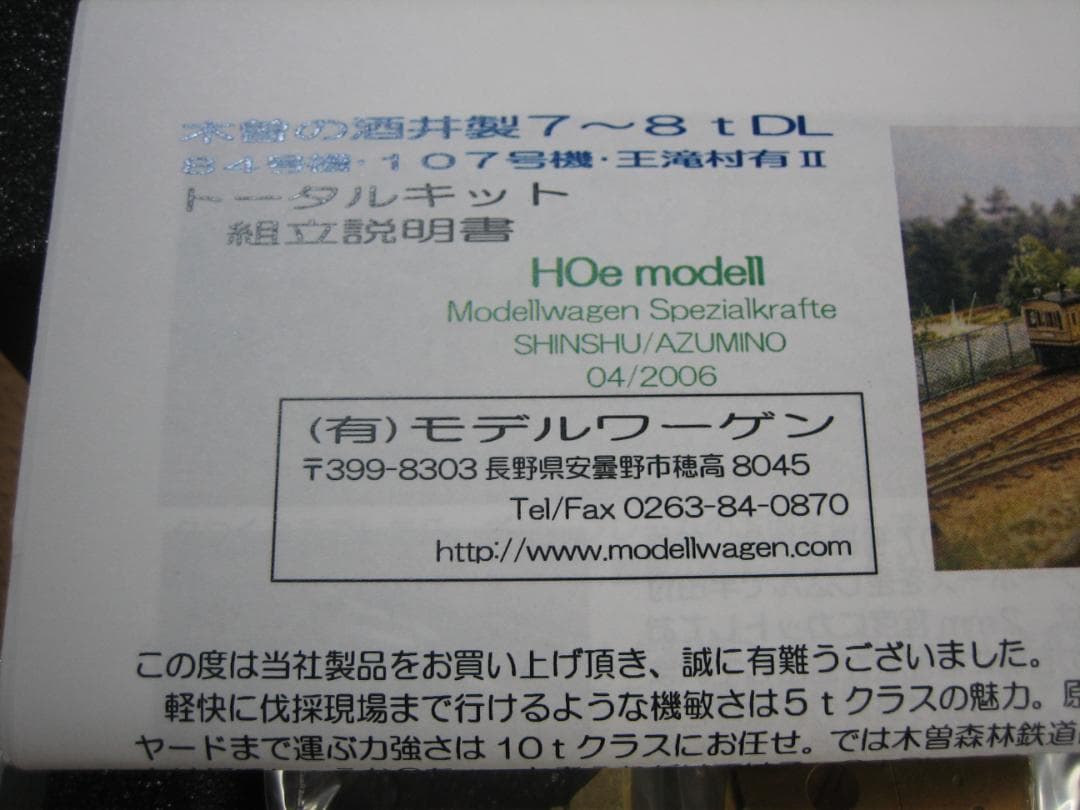 木曽の酒井製7～8tDL
84号機・107号機・王滝村有Ⅱ
トータルキット
組立説明書
HOe modell
Modellwagen Spezialkrafte
SHINSHU/AZUMINO
04/2006
(有)モデルワーゲン
〒399-8303 長野県安曇野市穂高 8045
Tel/Fax 0263-84-0870
http://www.modellwagen.com
この度は当社製品をお買い上げ頂き、誠に有難うございました。
軽快に伐採現場まで行けるような機敏さは5tクラスの魅力。原
ヤードまで運ぶ力強さは10tクラスにお任せ。では木曽森林鉄道